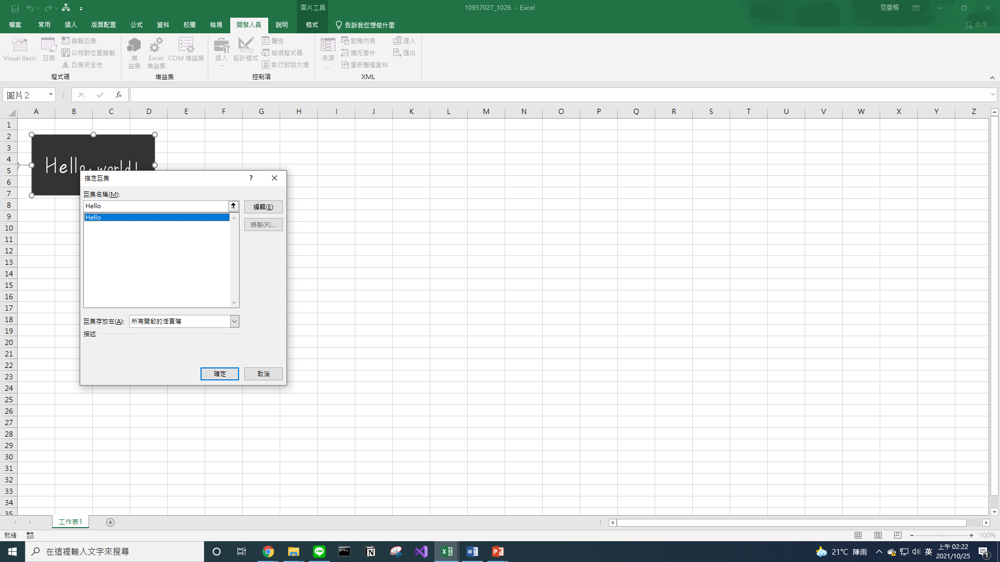 圖片工具
10957027_1026 - Excel
范晏榕
檔案 常用 插入 版面配置 公式 資料 校閱 檢視 開發人員 說明 格式 告訴我您想做什麼 共用
Visual Basic
巨集
錄製巨集
以相對位置錄製
巨集安全性
程式碼
增
益集
Excel
增益集
COM 增益集
增益集
插入
設計模式
屬性
檢視程式碼
執行對話方塊
控制項
來源
...
對應內容
擴充套件
重新整理資料
匯入
匯出
XML
圖片 2
fx
A B C D E F G H I J K L M N O P Q R S T U V W X Y Z
1
2
3
4
5
6
7
8
9
10
11
12
13
14
15
16
17
18
19
20
21
22
23
24
25
26
27
28
29
30
31
32
33
34
35
Hello, world!
指定巨集
?
巨集名稱(M):
Hello
Hello
編輯(E)
錄製(R)...
巨集存放在(A): 所有開啟的活頁簿
描述
確定 取消
工作表1
就緒
100%
在這裡輸入文字來搜尋
21°C 陣雨
英
上午 02:22
2021/10/25
1